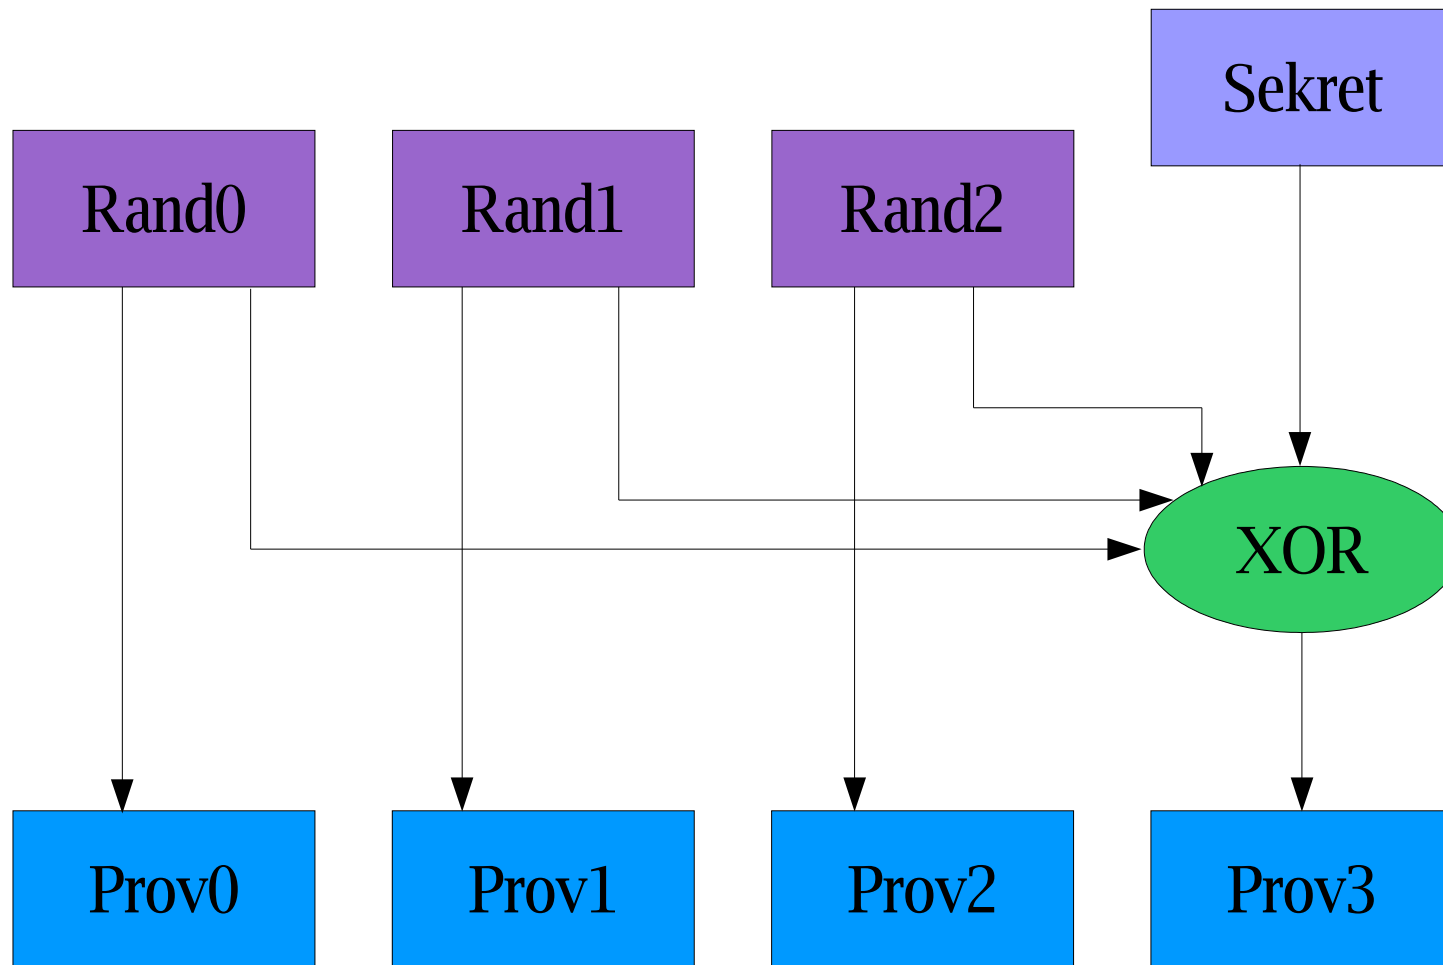 Sekret
Rand0
Rand1
Rand2
XOR
Prov0
Prov1
Prov2
Prov3